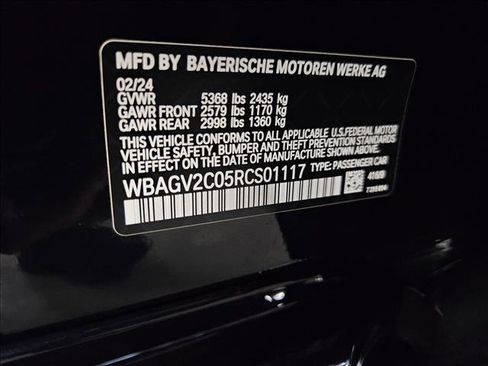 MFD BY BAYERISCHE MOTOREN WERKE AG
02/24
GVWR 5368 lbs 2435 kg
GAWR FRONT 2579 lbs 1170 kg
GAWR REAR 2998 lbs 1360 kg
THIS VEHICLE CONFORMS TO ALL APPLICABLE U.S.FEDERAL MOTOR
VEHICLE SAFETY, BUMPER, AND THEFT PREVENTION STANDARDS
IN EFFECT ON THE DATE OF MANUFACTURE SHOWN ABOVE.
WBAGV2C05RCS01117 TYPE: PASSENGER CAR